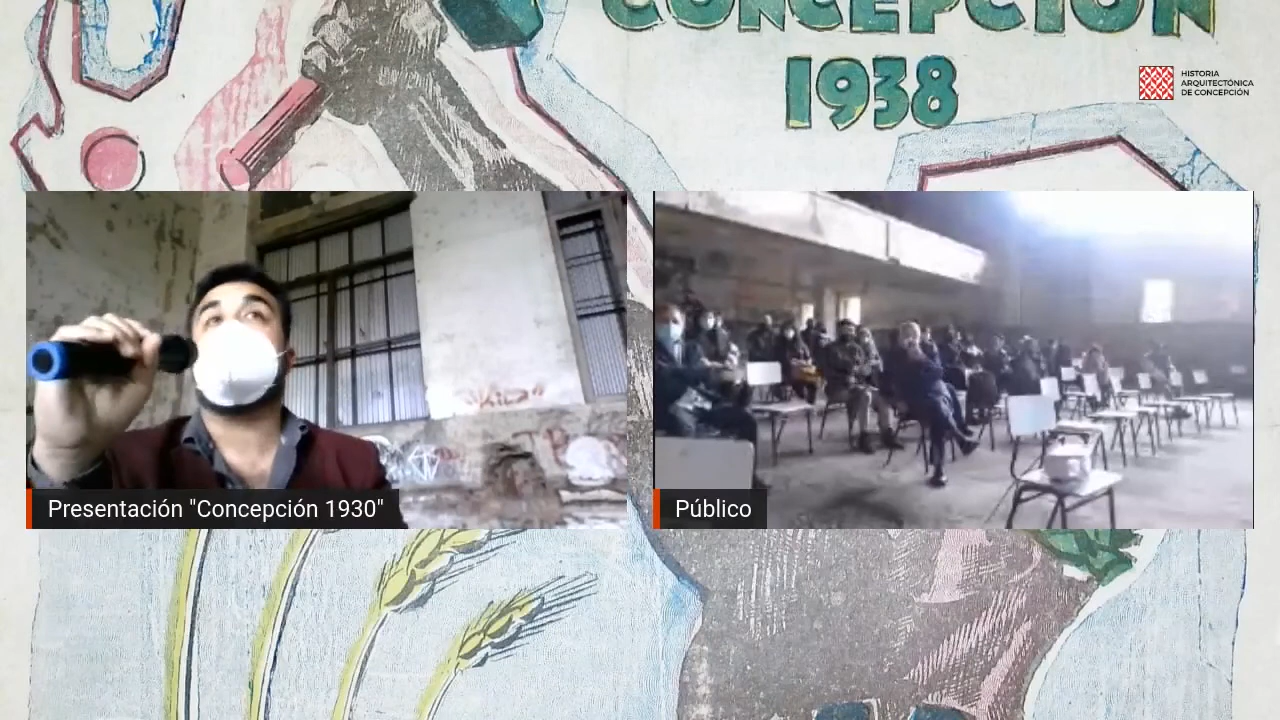 CONCEPCIÓN
1938
HISTORIA
ARQUITECTÓNICA
DE CONCEPCIÓN
Presentación "Concepción 1930"
Público